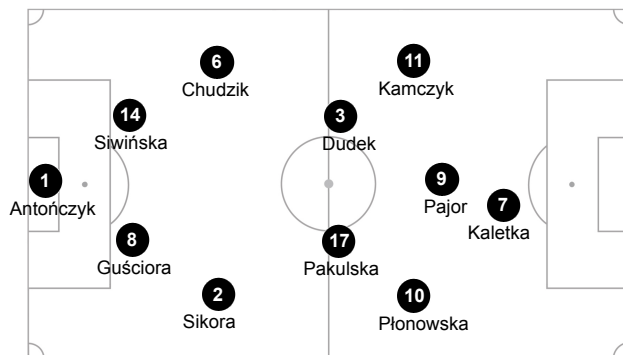 6
Chudzik
11
Kamczyk
14
Siwińska
3
Dudek
1
Antończyk
9
Pajor
7
Kaletka
8
Guściora
17
Pakulska
2
Sikora
10
Płonowska